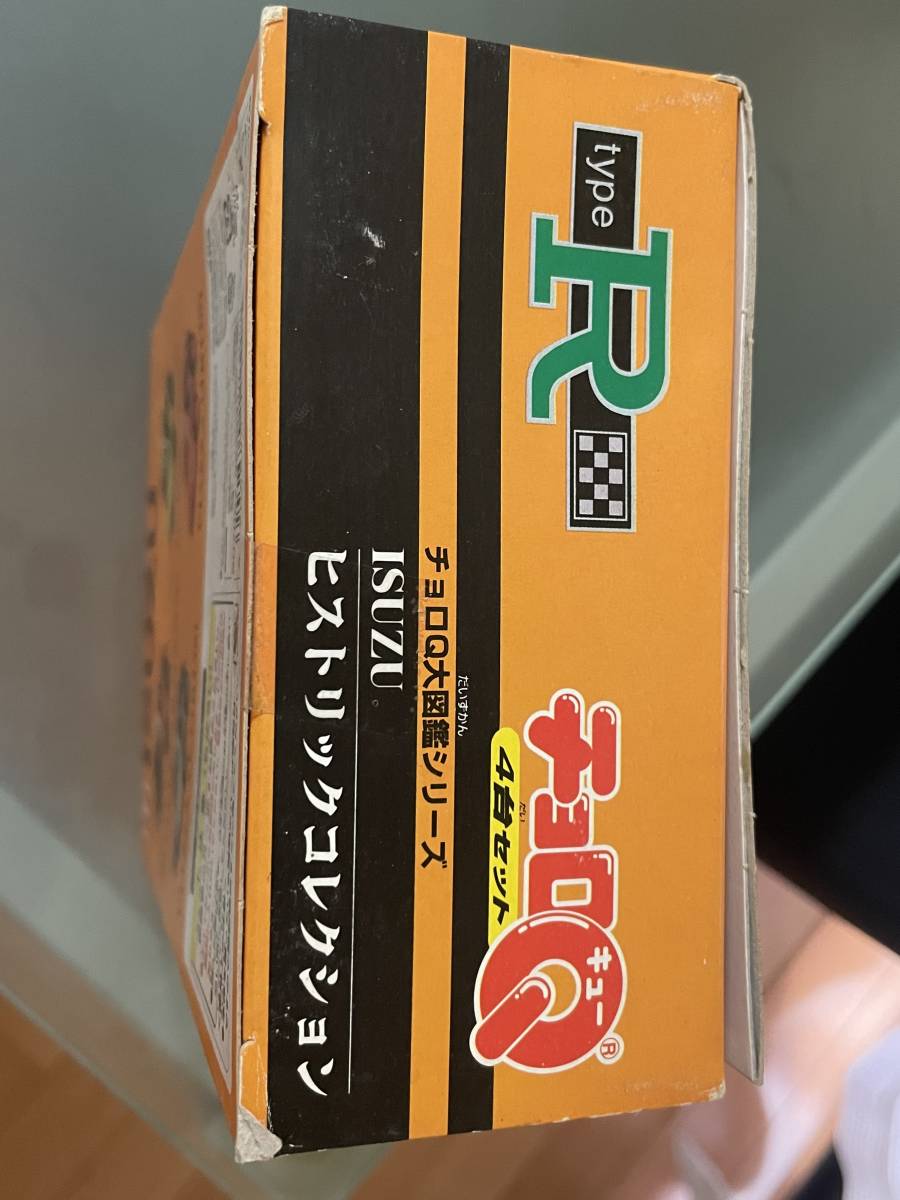 type
R
チョロQ
キュー
®
4台セット
だい
だいずかん
チョロQ大図鑑シリーズ
ISUZU
ヒストリックコレクション